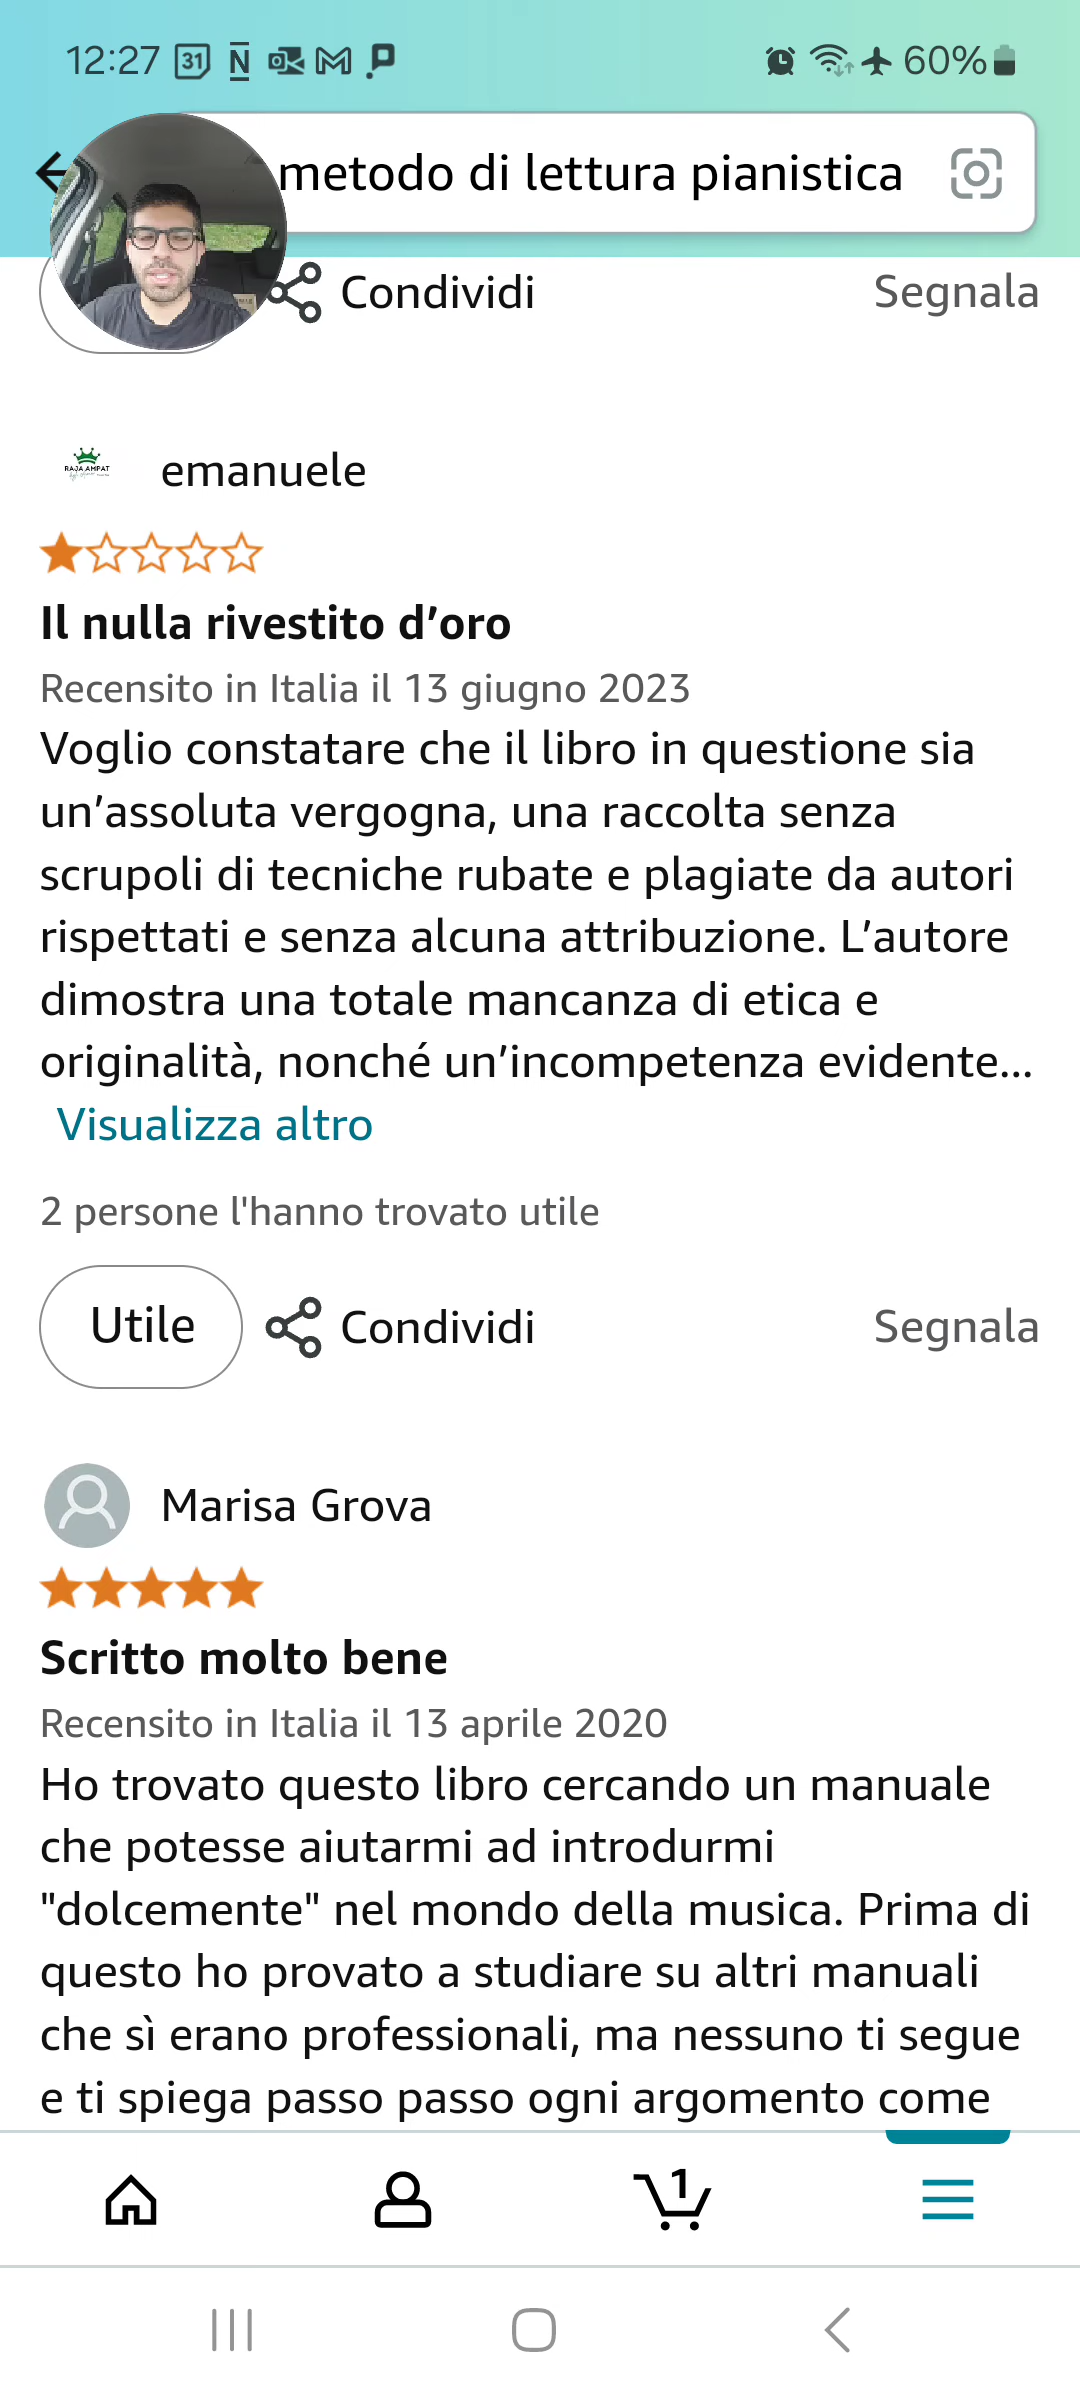 12:27 31 N 60%
metodo di lettura pianistica
Condividi Segnala
RAJA AMPAT
emanuele
Il nulla rivestito d’oro
Recensito in Italia il 13 giugno 2023
Voglio constatare che il libro in questione sia
un’assoluta vergogna, una raccolta senza
scrupoli di tecniche rubate e plagiate da autori
rispettati e senza alcuna attribuzione. L’autore
dimostra una totale mancanza di etica e
originalità, nonché un’incompetenza evidente...
Visualizza altro
2 persone l'hanno trovato utile
Utile Condividi Segnala
Marisa Grova
Scritto molto bene
Recensito in Italia il 13 aprile 2020
Ho trovato questo libro cercando un manuale
che potesse aiutarmi ad introdurmi
"dolcemente" nel mondo della musica. Prima di
questo ho provato a studiare su altri manuali
che sì erano professionali, ma nessuno ti segue
e ti spiega passo passo ogni argomento come
1